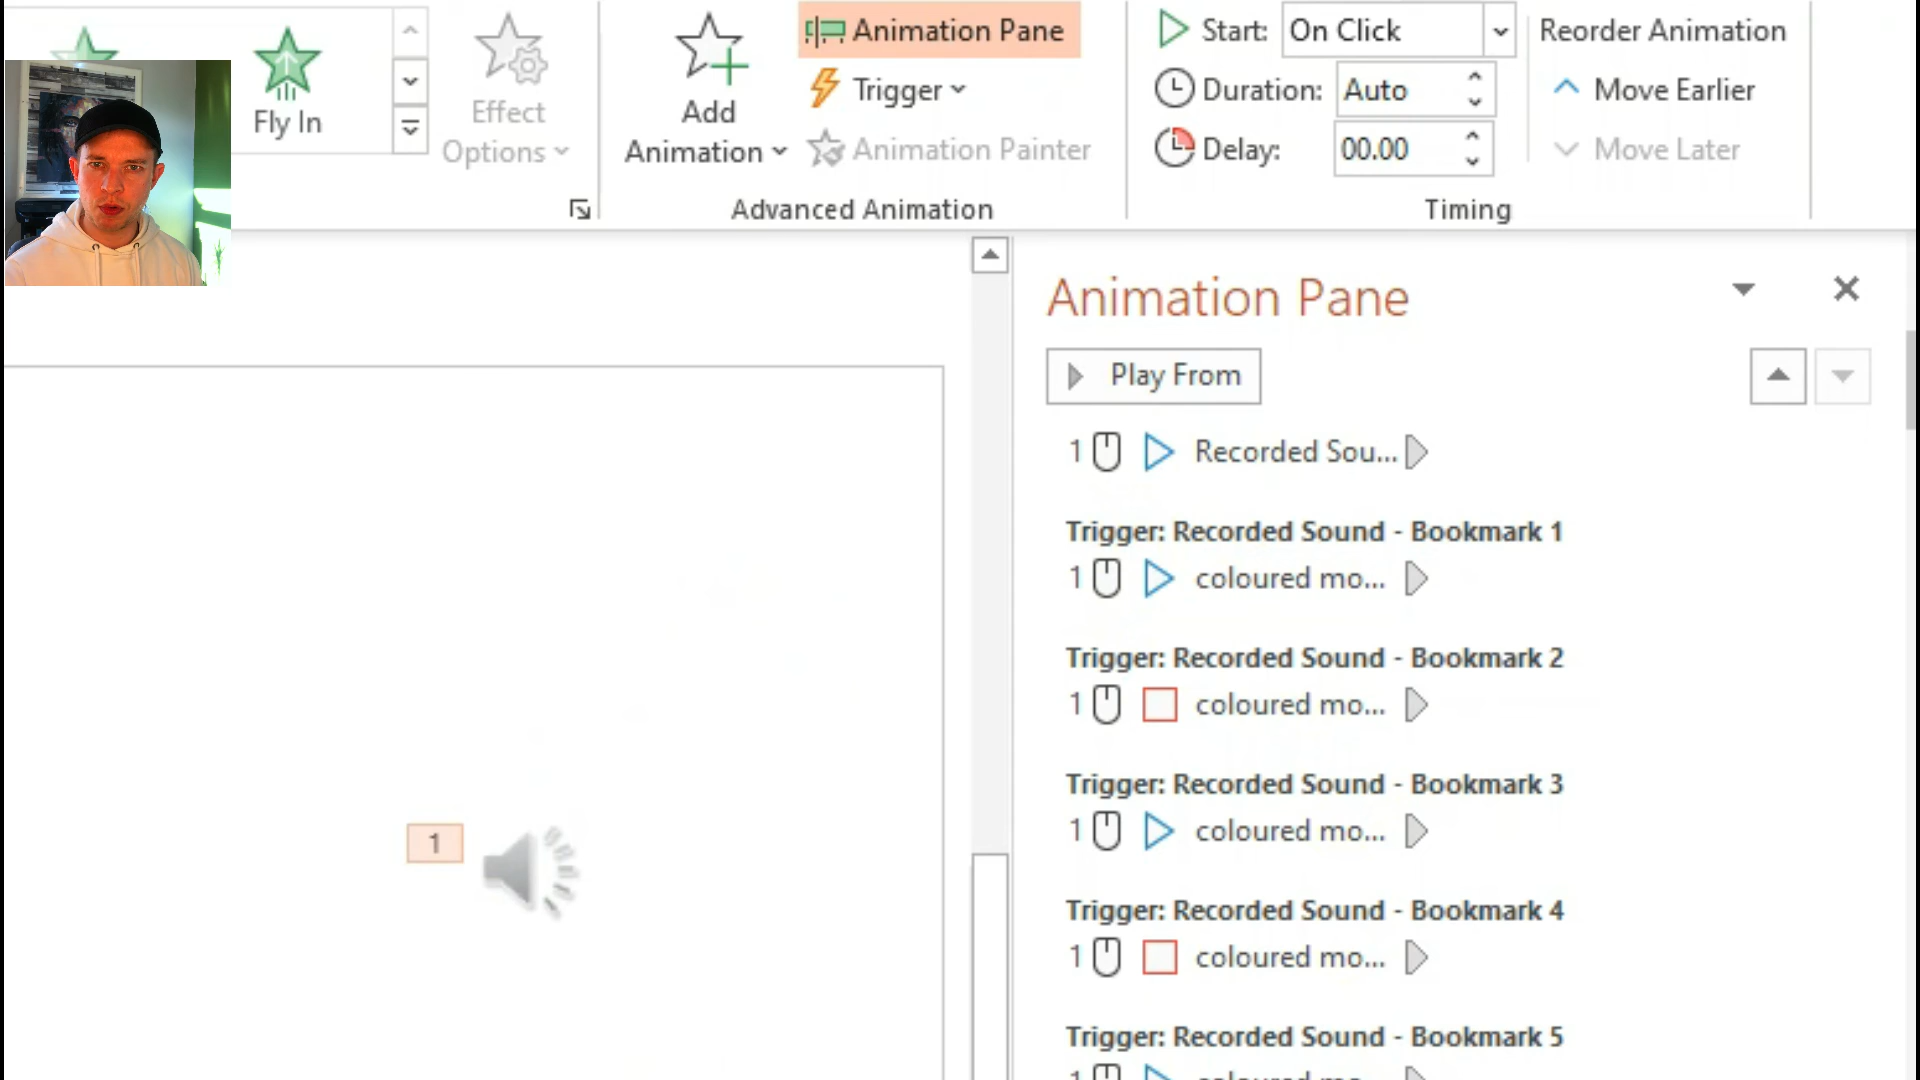 Fly In
Effect
Options
Add
Animation
Animation Pane
Trigger
Animation Painter
Advanced Animation
Start: On Click
Duration: Auto
Delay: 00.00
Timing
Reorder Animation
Move Earlier
Move Later
Animation Pane
Play From
1 Recorded Sou...
Trigger: Recorded Sound - Bookmark 1
1 coloured mo...
Trigger: Recorded Sound - Bookmark 2
1 coloured mo...
Trigger: Recorded Sound - Bookmark 3
1 coloured mo...
Trigger: Recorded Sound - Bookmark 4
1 coloured mo...
Trigger: Recorded Sound - Bookmark 5
1 coloured mo...
1